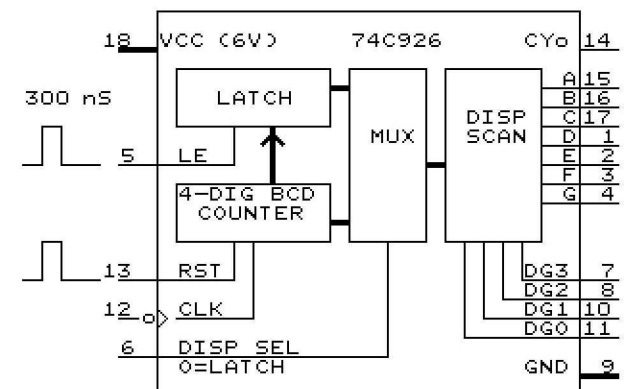 18 VCC (6V) 74C926 CYo 14
300 nS
LATCH
MUX
DISP
SCAN
A 15
B 16
C 17
D 1
E 2
F 3
G 4
5 LE
4-DIG BCD
COUNTER
13 RST
12 CLK
6 DISP SEL
0=LATCH
DG3 7
DG2 8
DG1 10
DG0 11
GND 9